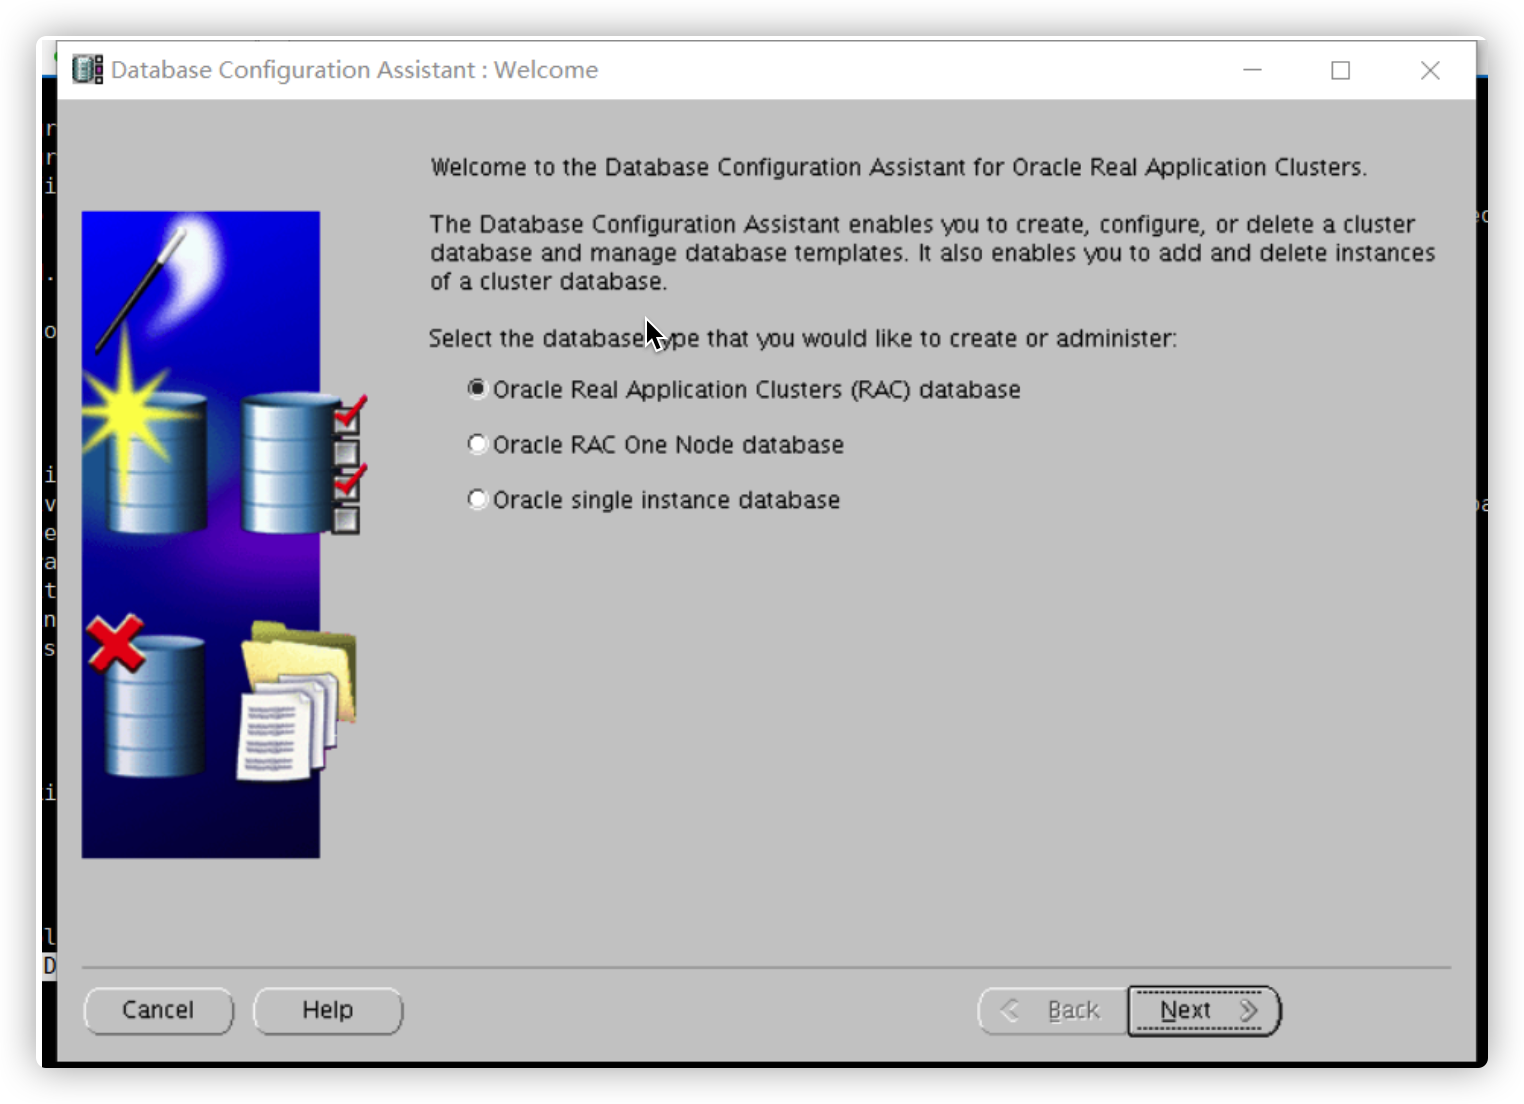 Database Configuration Assistant : Welcome
Welcome to the Database Configuration Assistant for Oracle Real Application Clusters.
The Database Configuration Assistant enables you to create, configure, or delete a cluster
database and manage database templates. It also enables you to add and delete instances
of a cluster database.
Select the database type that you would like to create or administer:
Oracle Real Application Clusters (RAC) database
Oracle RAC One Node database
Oracle single instance database
Cancel
Help
Back
Next